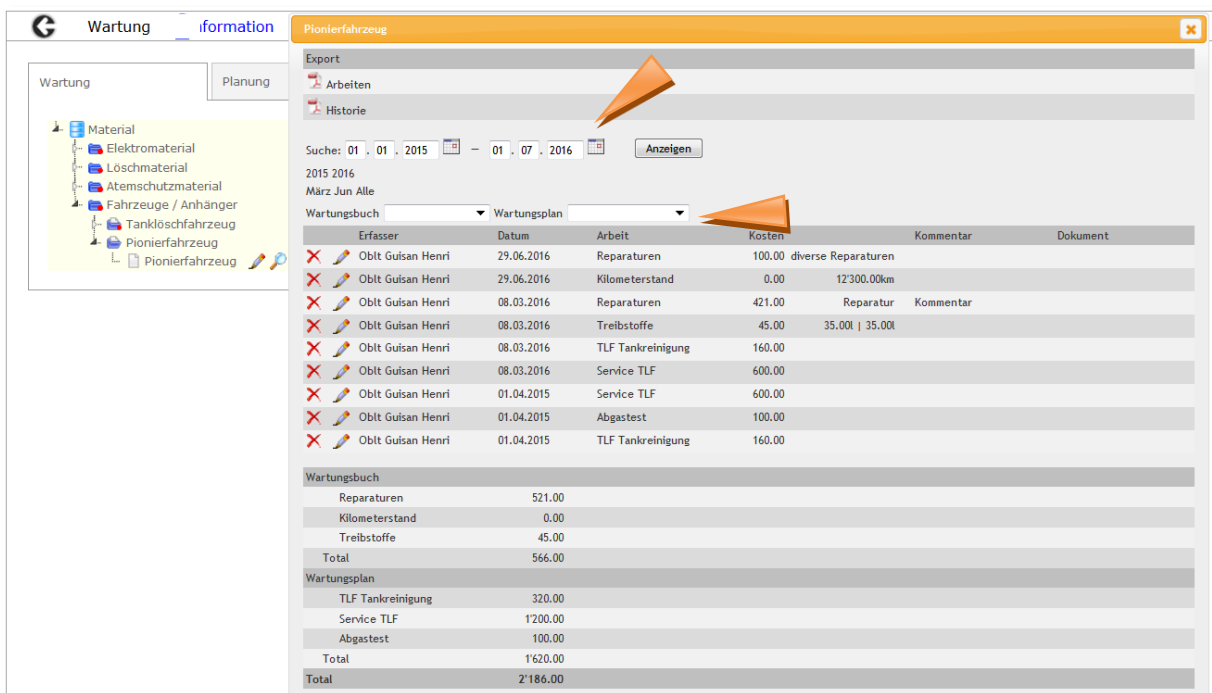 Wartung nformation Pionierfahrzeug
Wartung Planung
Material
Elektromaterial
Löschmaterial
Atemschutzmaterial
Fahrzeuge / Anhänger
Tanklöschfahrzeug
Pionierfahrzeug
Pionierfahrzeug
Export
Arbeiten
Historie
Suche: 01 . 01 . 2015 – 01 . 07 . 2016 Anzeigen
2015 2016
März Jun Alle
Wartungsbuch Wartungsplan
Erfasser Datum Arbeit Kosten Kommentar Dokument
Oblt Guisan Henri 29.06.2016 Reparaturen 100.00 diverse Reparaturen
Oblt Guisan Henri 29.06.2016 Kilometerstand 0.00 12'300.00km
Oblt Guisan Henri 08.03.2016 Reparaturen 421.00 Reparatur Kommentar
Oblt Guisan Henri 08.03.2016 Treibstoffe 45.00 35.00l | 35.00l
Oblt Guisan Henri 08.03.2016 TLF Tankreinigung 160.00
Oblt Guisan Henri 08.03.2016 Service TLF 600.00
Oblt Guisan Henri 01.04.2015 Service TLF 600.00
Oblt Guisan Henri 01.04.2015 Abgastest 100.00
Oblt Guisan Henri 01.04.2015 TLF Tankreinigung 160.00
Wartungsbuch
Reparaturen 521.00
Kilometerstand 0.00
Treibstoffe 45.00
Total 566.00
Wartungsplan
TLF Tankreinigung 320.00
Service TLF 1'200.00
Abgastest 100.00
Total 1'620.00
Total 2'186.00